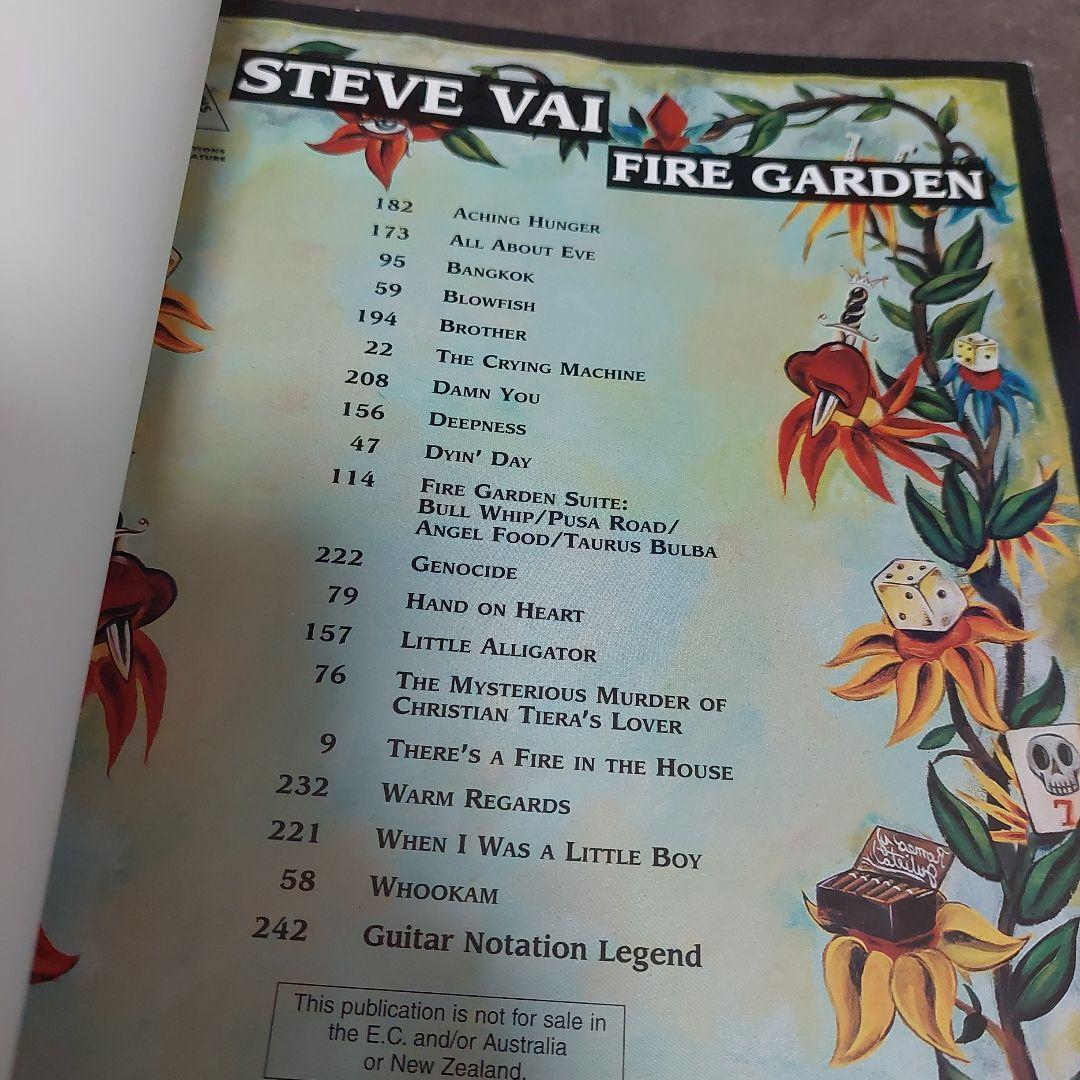 STEVE VAI
FIRE GARDEN
182 ACHING HUNGER
173 ALL ABOUT EVE
95 BANGKOK
59 BLOWFISH
194 BROTHER
22 THE CRYING MACHINE
208 DAMN YOU
156 DEEPNESS
47 DYIN' DAY
114 FIRE GARDEN SUITE:
BULL WHIP/PUSA ROAD/
ANGEL FOOD/TAURUS BULBA
222 GENOCIDE
79 HAND ON HEART
157 LITTLE ALLIGATOR
76 THE MYSTERIOUS MURDER OF
CHRISTIAN TIERA'S LOVER
9 THERE'S A FIRE IN THE HOUSE
232 WARM REGARDS
221 WHEN I WAS A LITTLE BOY
58 WHOOKAM
242 Guitar Notation Legend
7
This publication is not for sale in
the E.C. and/or Australia
or New Zealand.